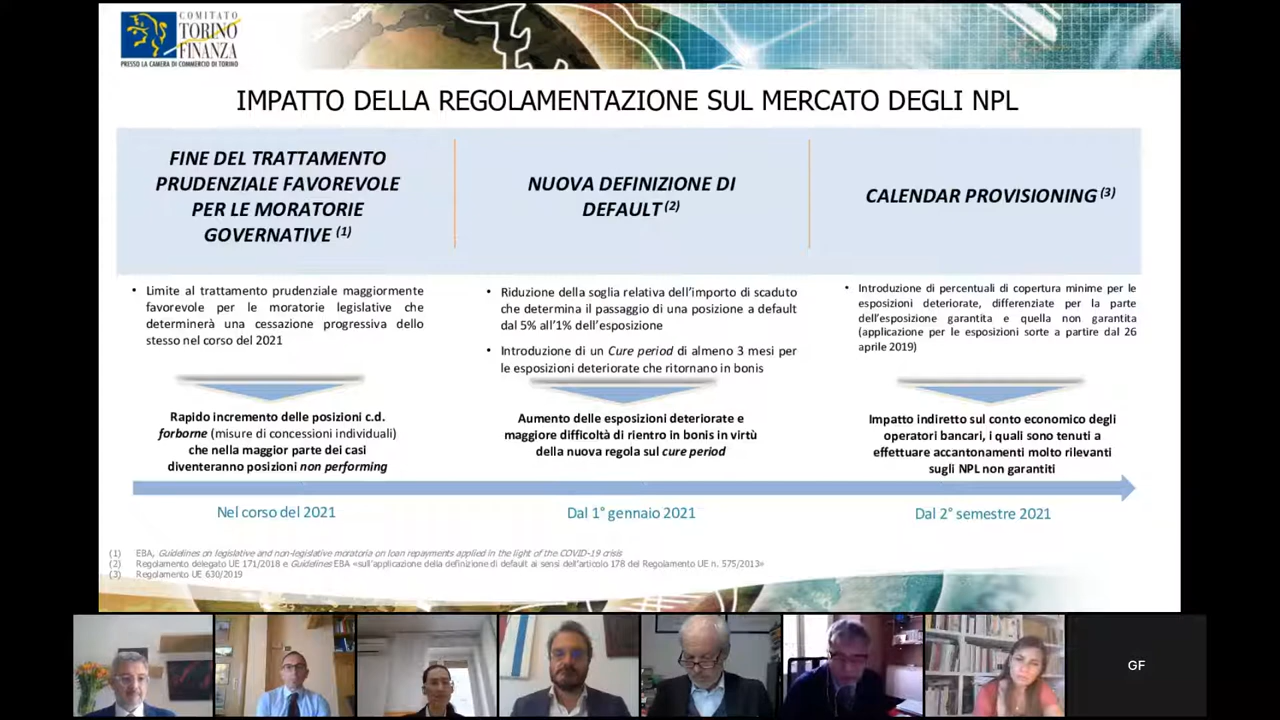 COMITATO
TORINO
FINANZA
PRESSO LA CAMERA DI COMMERCIO DI TORINO
IMPATTO DELLA REGOLAMENTAZIONE SUL MERCATO DEGLI NPL
FINE DEL TRATTAMENTO
PRUDENZIALE FAVOREVOLE
PER LE MORATORIE
GOVERNATIVE (1)
• Limite al trattamento prudenziale maggiormente
favorevole per le moratorie legislative che
determinerà una cessazione progressiva dello
stesso nel corso del 2021
Rapido incremento delle posizioni c.d.
forborne (misure di concessioni individuali)
che nella maggior parte dei casi
diventeranno posizioni non performing
Nel corso del 2021
NUOVA DEFINIZIONE DI
DEFAULT (2)
• Riduzione della soglia relativa dell'importo di scaduto
che determina il passaggio di una posizione a default
dal 5% all'1% dell'esposizione
• Introduzione di un Cure period di almeno 3 mesi per
le esposizioni deteriorate che ritornano in bonis
Aumento delle esposizioni deteriorate e
maggiore difficoltà di rientro in bonis in virtù
della nuova regola sul cure period
Dal 1° gennaio 2021
CALENDAR PROVISIONING (3)
• Introduzione di percentuali di copertura minime per le
esposizioni deteriorate, differenziate per la parte
dell'esposizione garantita e quella non garantita
(applicazione per le esposizioni sorte a partire dal 26
aprile 2019)
Impatto indiretto sul conto economico degli
operatori bancari, i quali sono tenuti a
effettuare accantonamenti molto rilevanti
sugli NPL non garantiti
Dal 2° semestre 2021
(1) EBA, Guidelines on legislative and non-legislative moratoria on loan repayments applied in the light of the COVID-19 crisis
(2) Regolamento delegato UE 171/2018 e Guidelines EBA «sull'applicazione della definizione di default ai sensi dell'articolo 178 del Regolamento UE n. 575/2013»
(3) Regolamento UE 630/2019
GF